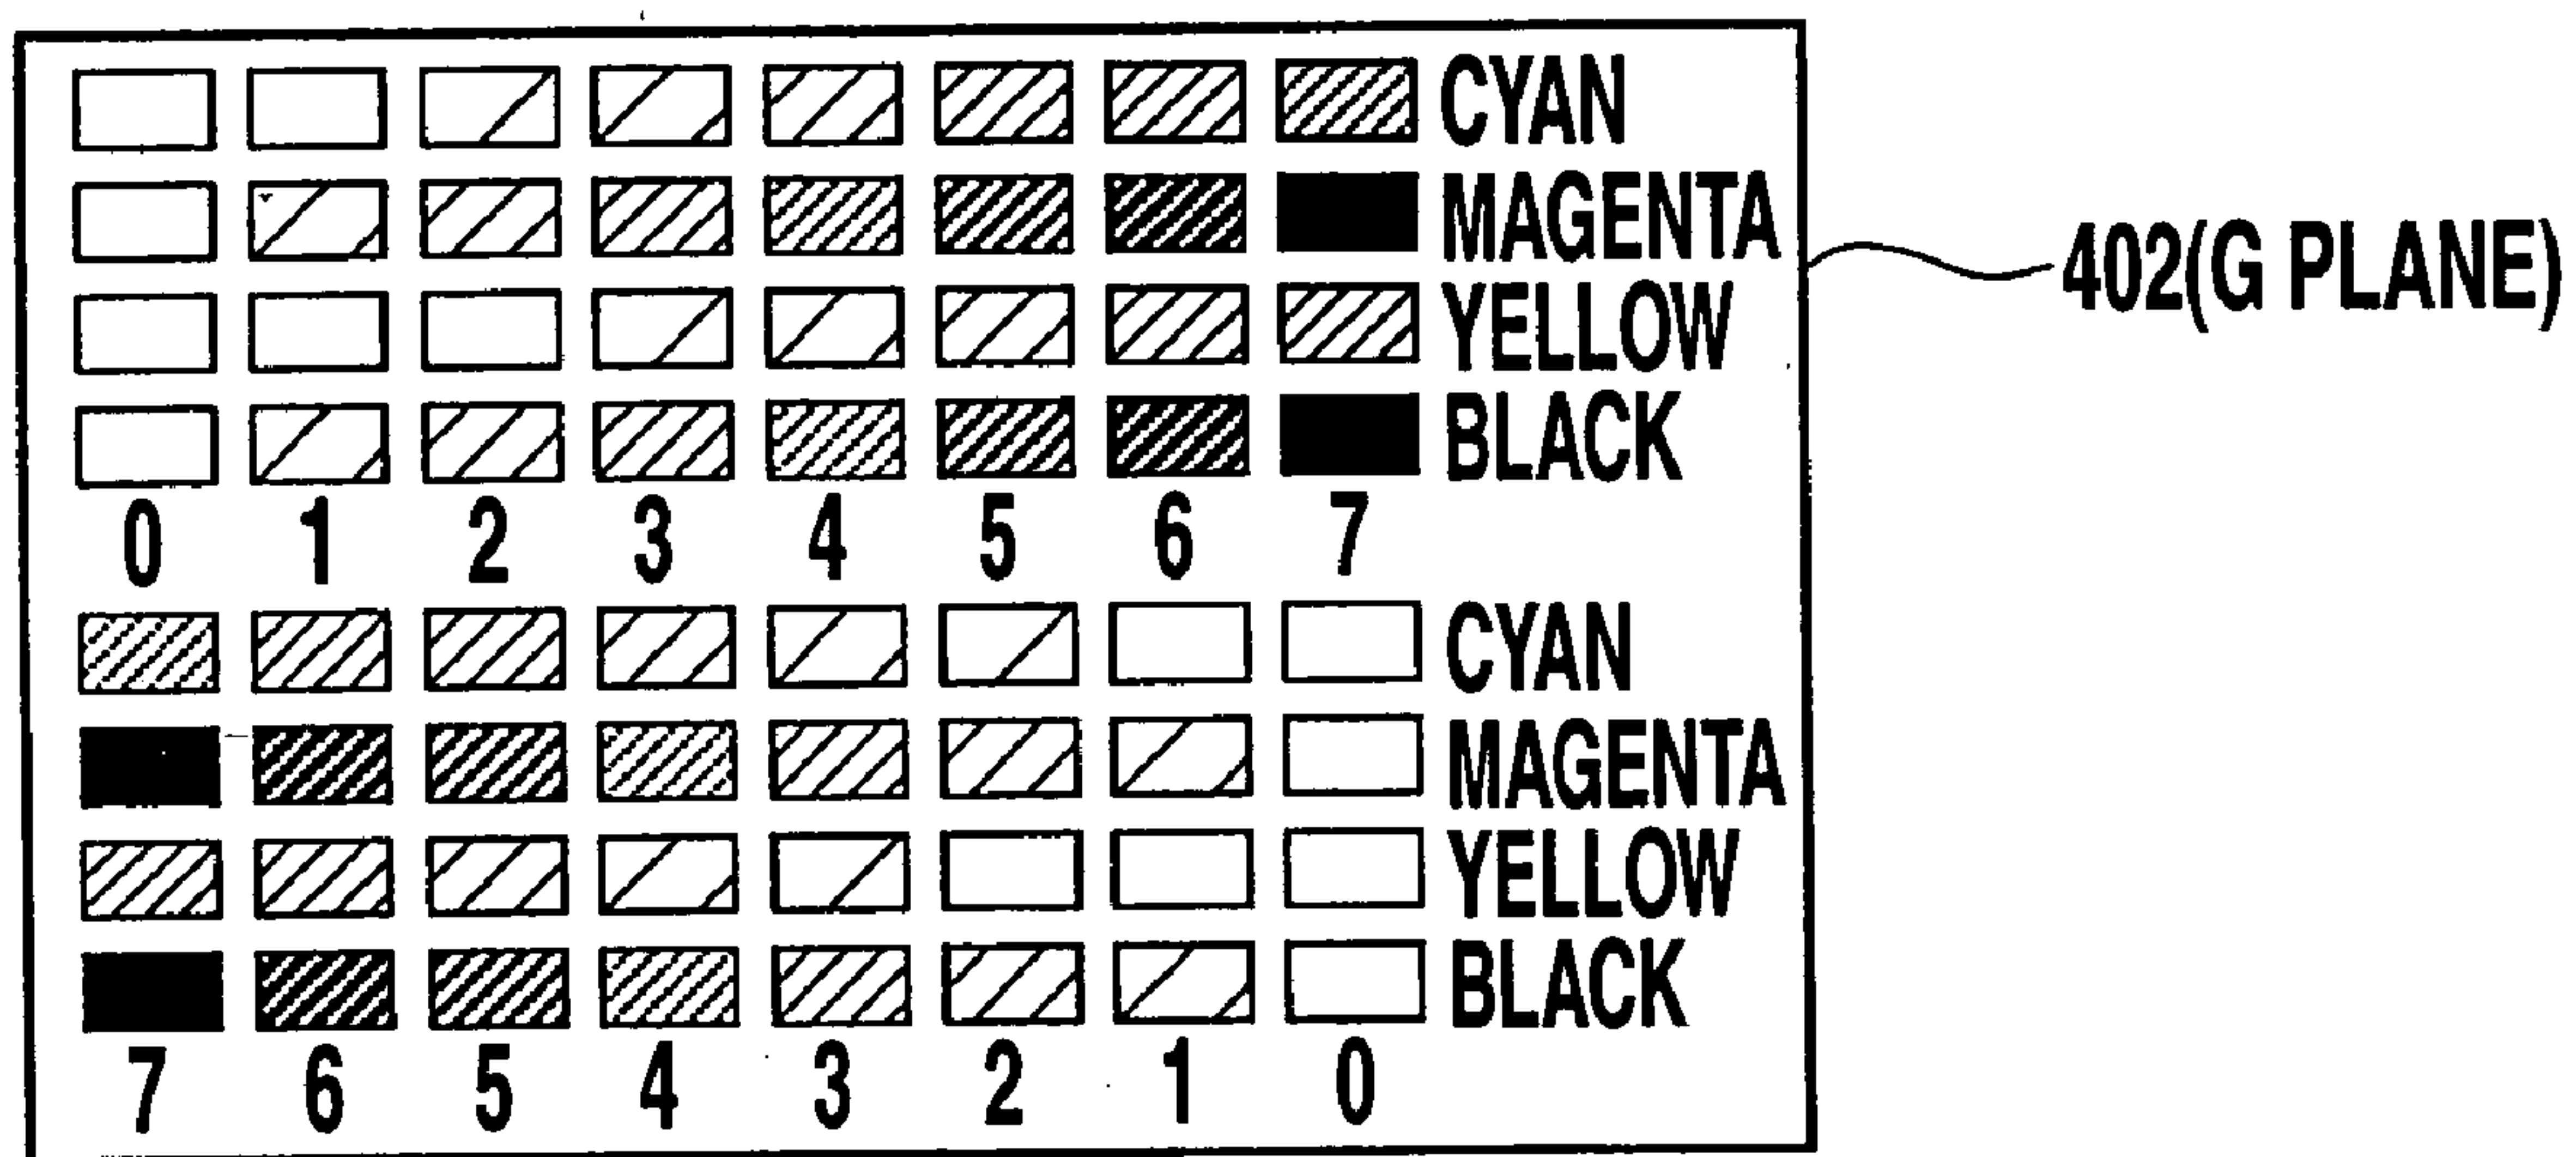 CYAN
MAGENTA
402(G PLANE)
YELLOW
BLACK
0 1 2 3 4 5 6 7
CYAN
MAGENTA
YELLOW
BLACK
7 6 5 4 3 2 1 0